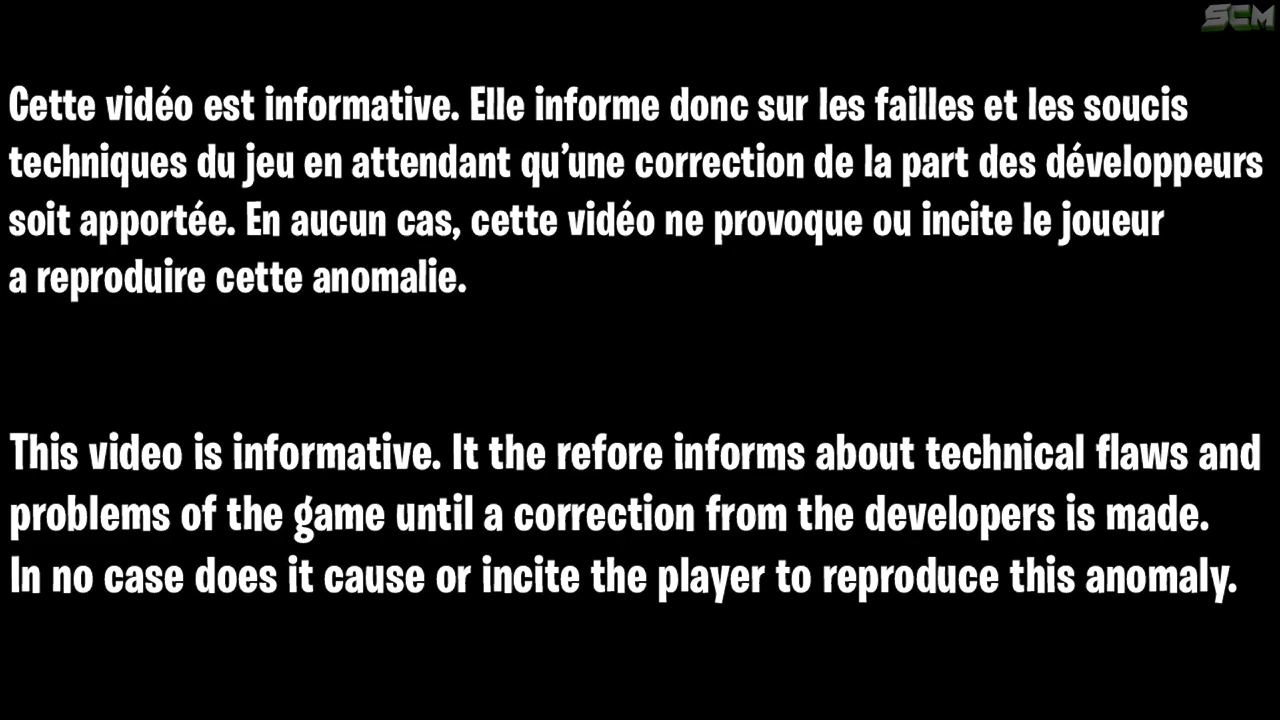 SCM
Cette vidéo est informative. Elle informe donc sur les failles et les soucis
techniques du jeu en attendant qu'une correction de la part des développeurs
soit apportée. En aucun cas, cette vidéo ne provoque ou incite le joueur
a reproduire cette anomalie.
This video is informative. It the refore informs about technical flaws and
problems of the game until a correction from the developers is made.
In no case does it cause or incite the player to reproduce this anomaly.